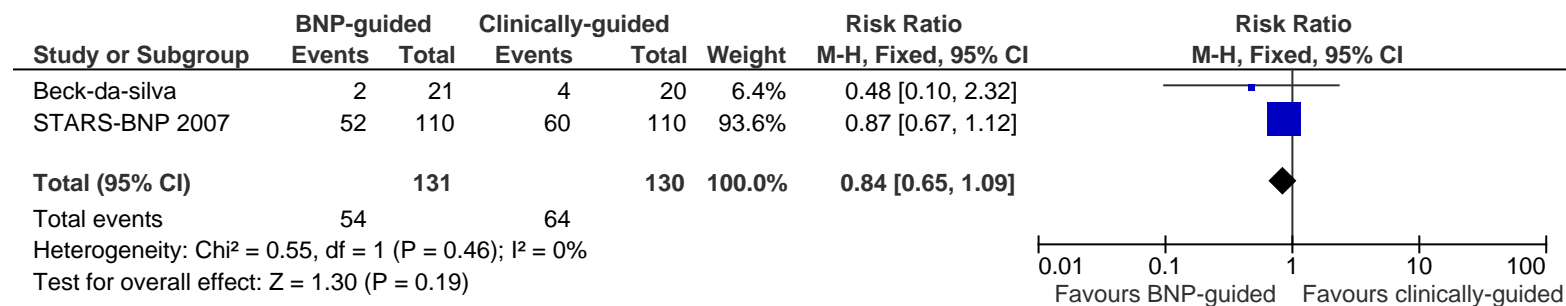 BNP-guided Clinically-guided Risk Ratio Risk Ratio
Study or Subgroup Events Total Events Total Weight M-H, Fixed, 95% CI M-H, Fixed, 95% CI
Beck-da-silva 2 21 4 20 6.4% 0.48 [0.10, 2.32]
STARS-BNP 2007 52 110 60 110 93.6% 0.87 [0.67, 1.12]
Total (95% CI) 131 130 100.0% 0.84 [0.65, 1.09]
Total events 54 64
Heterogeneity: Chi² = 0.55, df = 1 (P = 0.46); I² = 0%
Test for overall effect: Z = 1.30 (P = 0.19)
0.01 0.1 1 10 100
Favours BNP-guided Favours clinically-guided